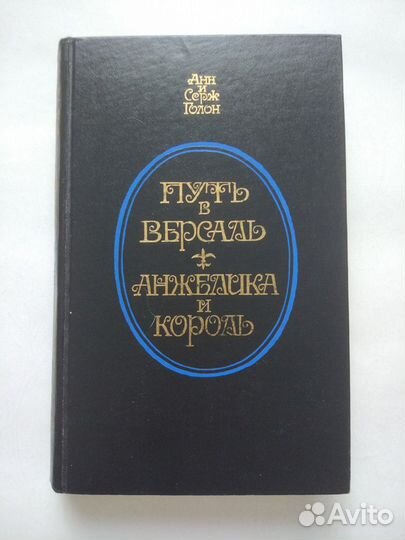 Анн
и
Серж
Голон
ПУТЬ
В
ВЕРСАЛЬ
АНЖЕЛИКА
И
КОРОЛЬ
Avito